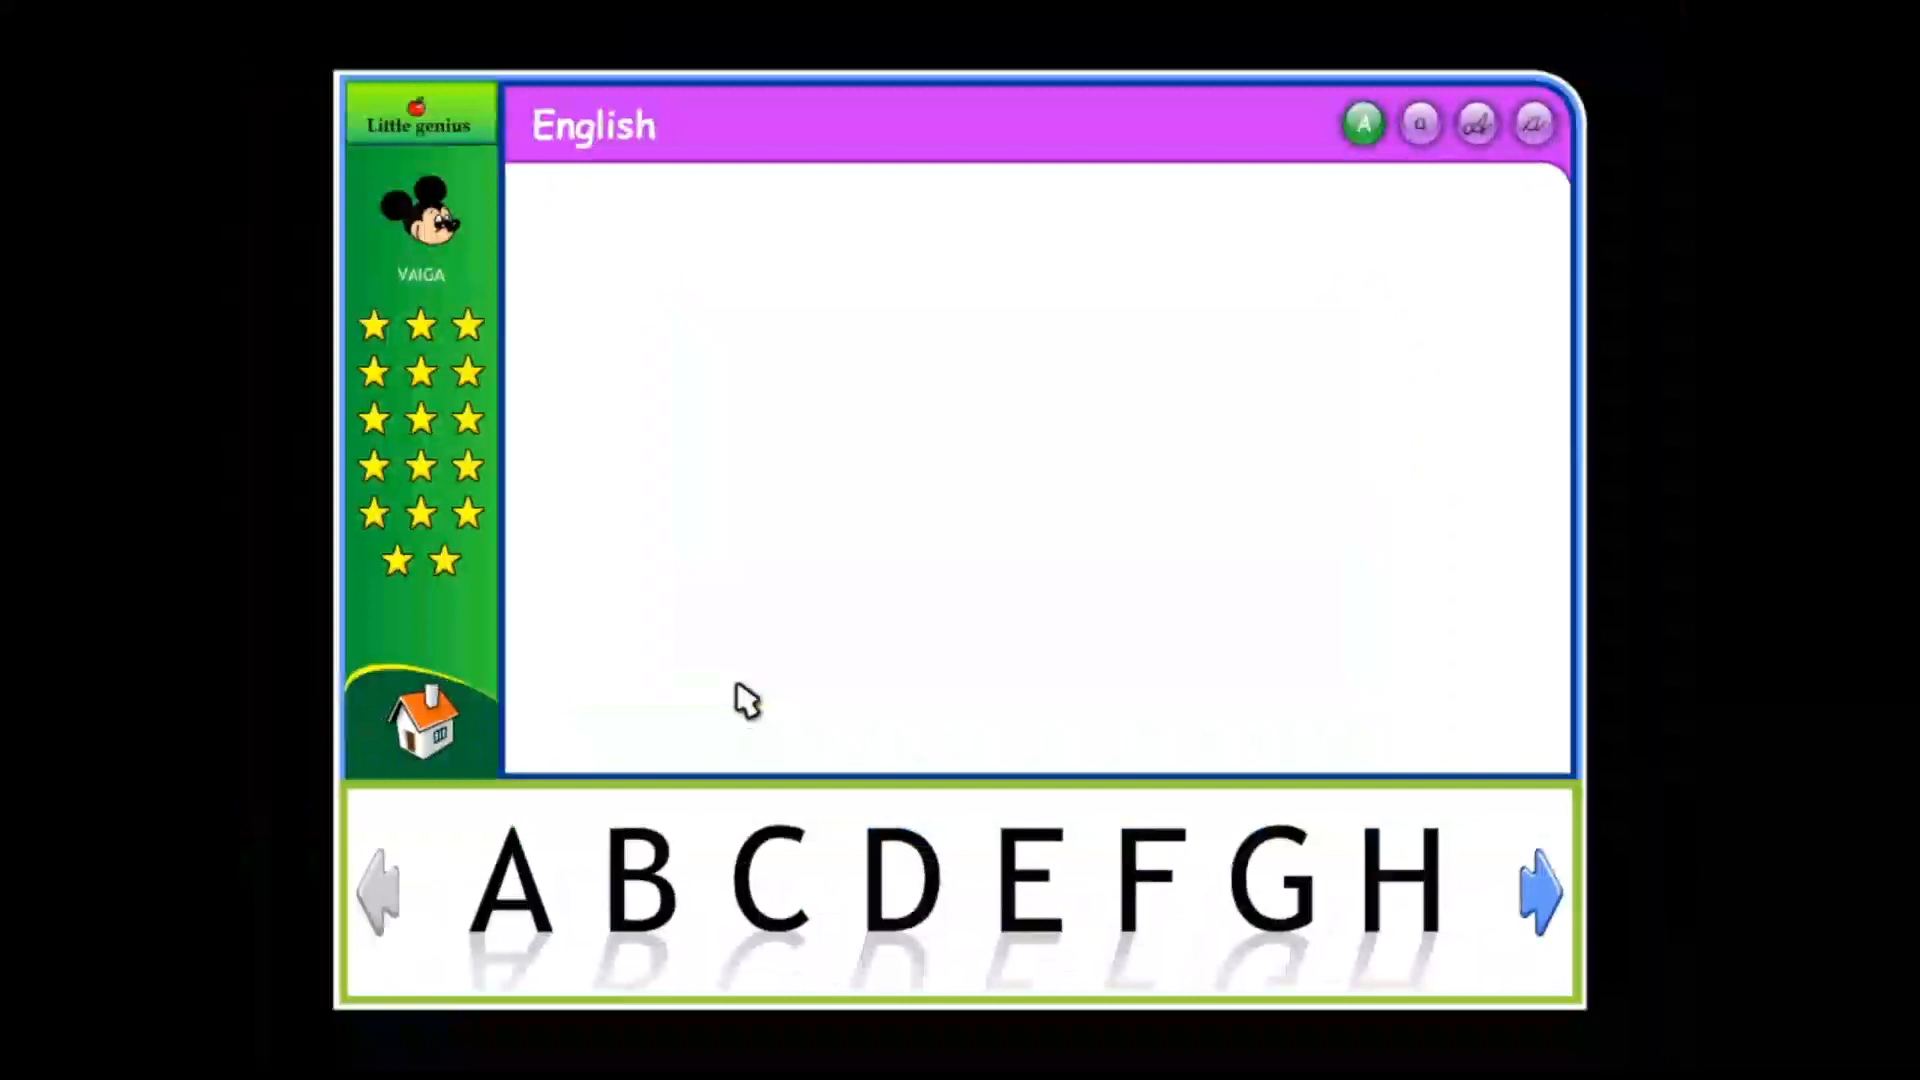 Little genius
English
A a A a
VAIGA
A B C D E F G H